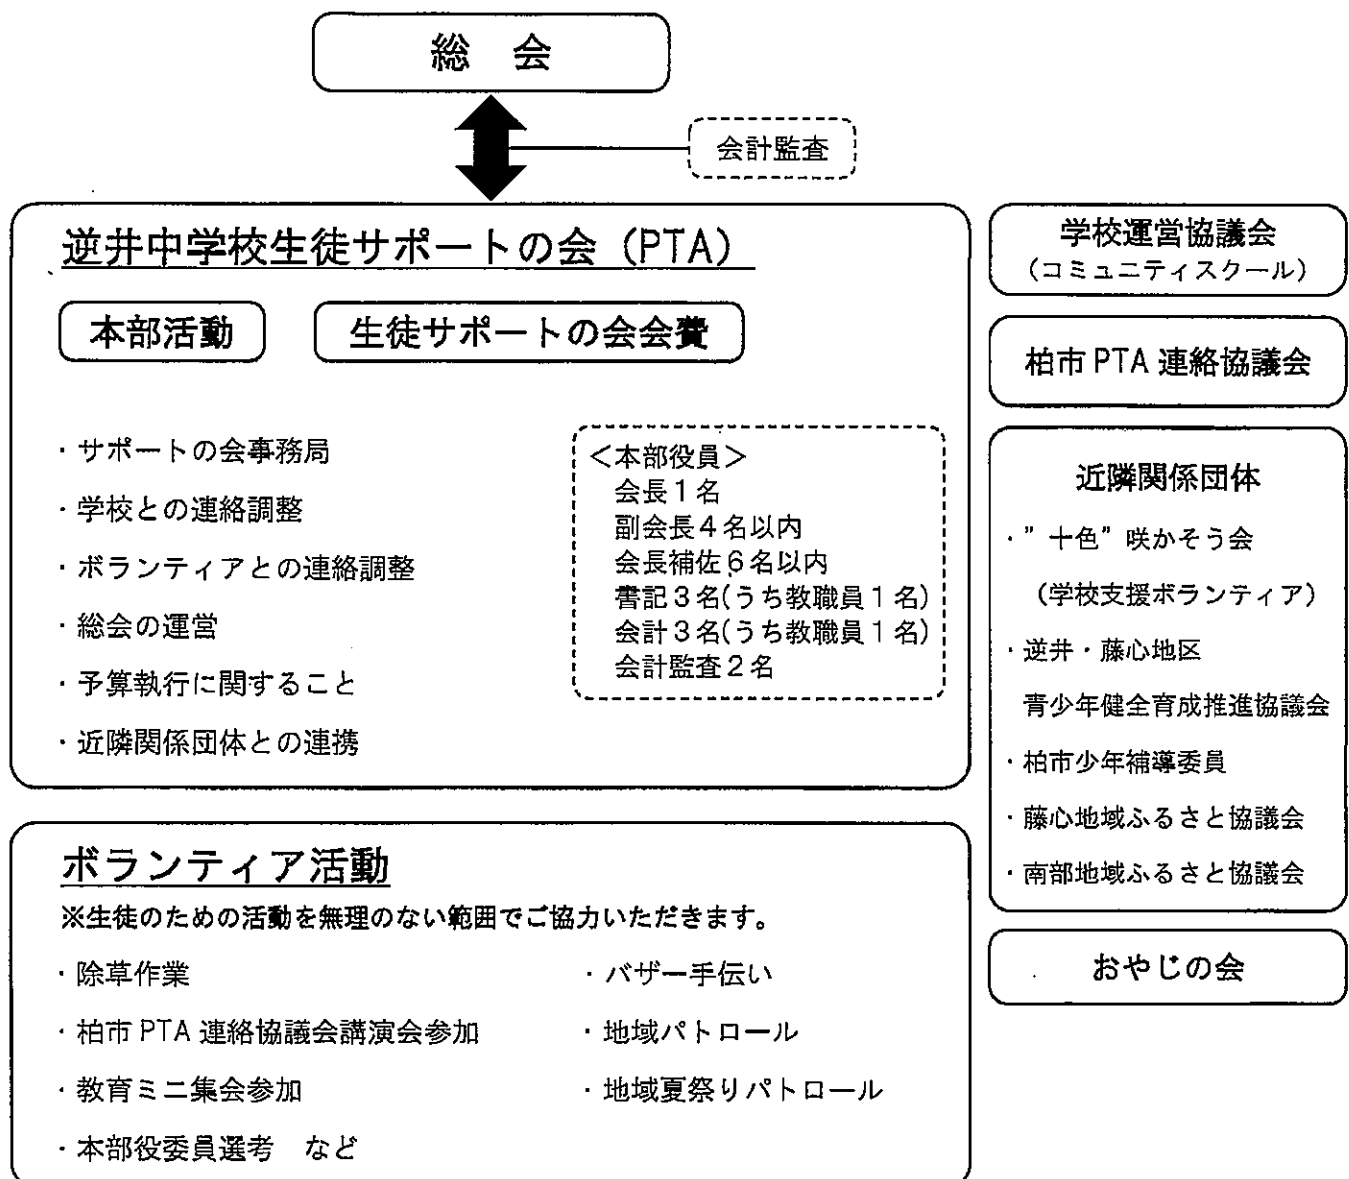 総 会
会計監査
逆井中学校生徒サポートの会（PTA）
本部活動
生徒サポートの会会費
・サポートの会事務局
・学校との連絡調整
・ボランティアとの連絡調整
・総会の運営
・予算執行に関すること
・近隣関係団体との連携
＜本部役員＞
会長１名
副会長４名以内
会長補佐６名以内
書記３名(うち教職員１名)
会計３名(うち教職員１名)
会計監査２名
ボランティア活動
※生徒のための活動を無理のない範囲でご協力いただきます。
・除草作業
・柏市 PTA 連絡協議会講演会参加
・教育ミニ集会参加
・本部役委員選考　など
・バザー手伝い
・地域パトロール
・地域夏祭りパトロール
学校運営協議会
（コミュニティスクール）
柏市 PTA 連絡協議会
近隣関係団体
・”十色”咲かそう会
（学校支援ボランティア）
・逆井・藤心地区
青少年健全育成推進協議会
・柏市少年補導委員
・藤心地域ふるさと協議会
・南部地域ふるさと協議会
おやじの会